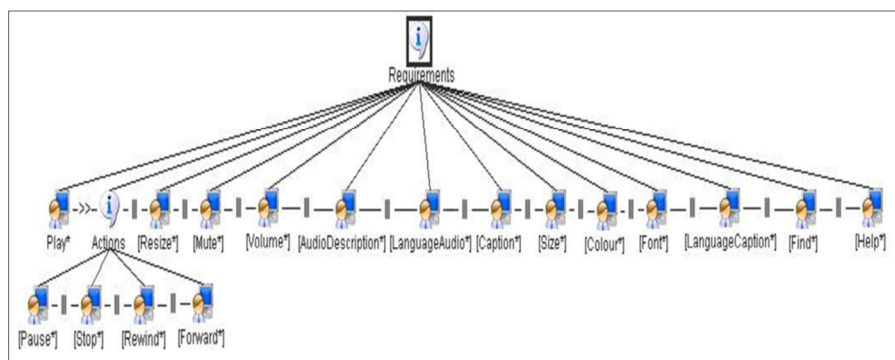 Requirements
Play* >> Actions [Resize*] [Mute*] [Volume*] [AudioDescription*] [LanguageAudio*] [Caption*] [Size*] [Colour*] [Font*] [LanguageCaption*] [Find*] [Help*]
[Pause*] [Stop*] [Rewind*] [Forward*]